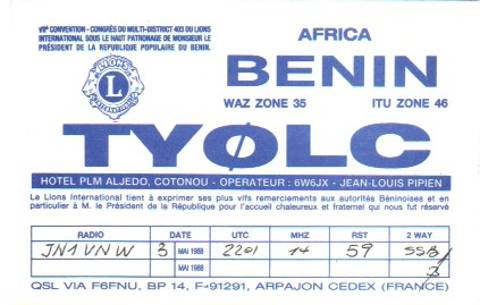 VIIe CONVENTION - CONGRÈS DU MULTI-DISTRICT 403 DU LIONS
INTERNATIONAL SOUS LE HAUT PATRONAGE DE MONSIEUR LE
PRÉSIDENT DE LA RÉPUBLIQUE POPULAIRE DU BENIN.
LIONS
L
INTERNATIONAL
AFRICA
BENIN
WAZ ZONE 35 ITU ZONE 46
TYØLC
HOTEL PLM ALJEDO, COTONOU - OPERATEUR : 6W6JX - JEAN-LOUIS PIPIEN
Le Lions International tient à exprimer ses plus vifs remerciements aux autorités Béninoises et en
particulier à M. le Président de la République pour l'accueil chaleureux et fraternel qui nous fut réservé
RADIO DATE UTC MHZ RST 2 WAY
JN1VNW 3 MAI 1988 2201 14 59 SSB
MAI 1988
QSL VIA F6FNU, BP 14, F-91291, ARPAJON CEDEX (FRANCE)